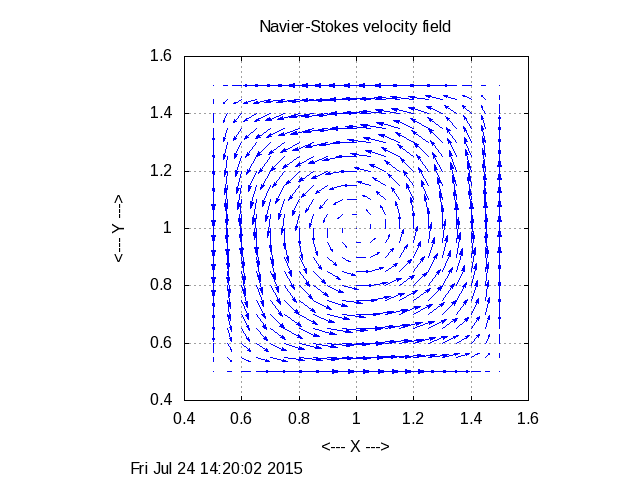 Navier-Stokes velocity field
1.6
1.4
1.2
1
0.8
0.6
0.4
<--- Y --->
0.4 0.6 0.8 1 1.2 1.4 1.6
<--- X --->
Fri Jul 24 14:20:02 2015